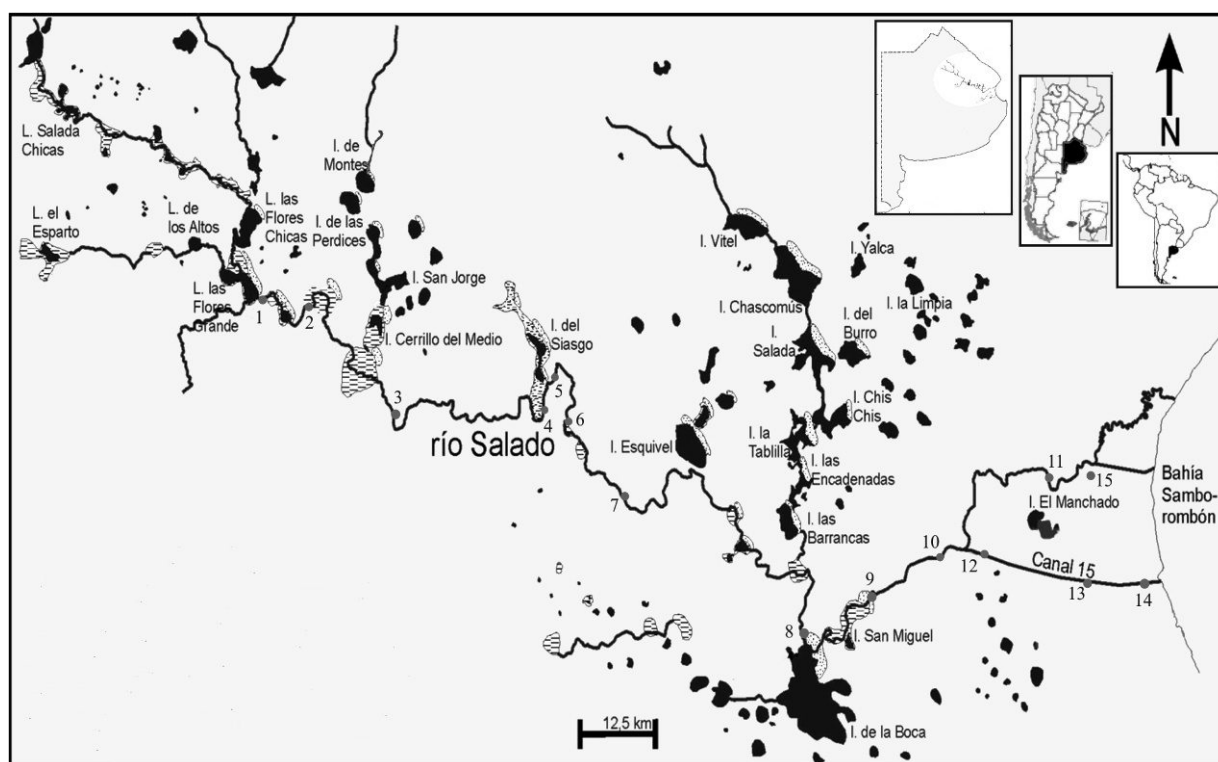 N
L. Salada
Chicas
l. de
Montes
L. el
Esparto
L. de
los Altos
L. las
Flores
Chicas
l. de las
Perdices
l. San Jorge
L. las
Flores
Grande
1
2
l. Cerrillo del Medio
3
l. del
Siasgo
4
5
6
7
río Salado
l. Vitel
l. Yalca
l. Chascomús
l. la Limpia
l.
Salada
l. del
Burro
l. Chis
Chis
l. Esquivel
l. la
Tablilla
l. las
Encadenadas
l. las
Barrancas
8
9
10
11
15
l. El Manchado
Bahía
Sambo-
rombón
12
Canal 15
13
14
l. San Miguel
l. de la Boca
12,5 km